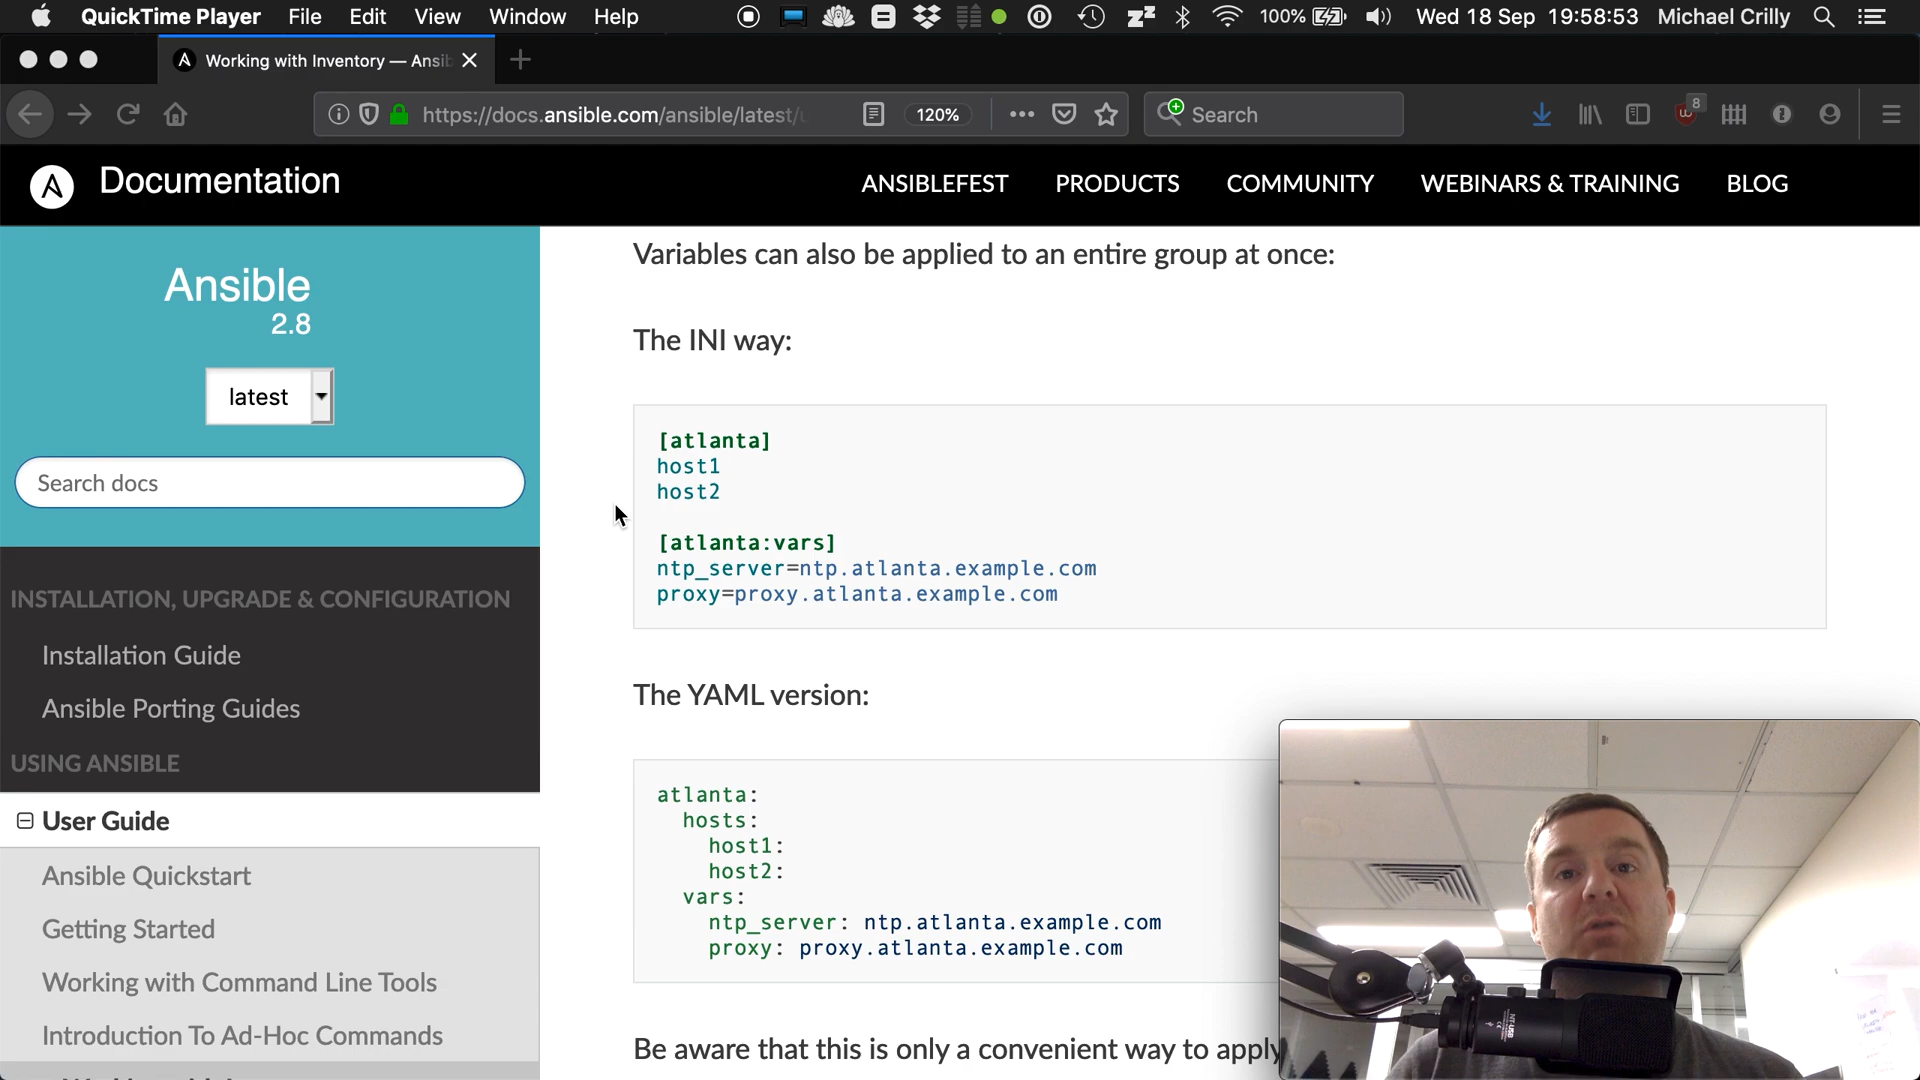 QuickTime Player File Edit View Window Help 100% Wed 18 Sep 19:58:53 Michael Crilly
Working with Inventory — Ansib
https://docs.ansible.com/ansible/latest/u 120% Search 8
Documentation ANSIBLEFEST PRODUCTS COMMUNITY WEBINARS & TRAINING BLOG
Ansible
2.8
latest
Search docs
INSTALLATION, UPGRADE & CONFIGURATION
Installation Guide
Ansible Porting Guides
USING ANSIBLE
User Guide
Ansible Quickstart
Getting Started
Working with Command Line Tools
Introduction To Ad-Hoc Commands
Variables can also be applied to an entire group at once:
The INI way:
[atlanta]
host1
host2
[atlanta:vars]
ntp_server=ntp.atlanta.example.com
proxy=proxy.atlanta.example.com
The YAML version:
atlanta:
hosts:
host1:
host2:
vars:
ntp_server: ntp.atlanta.example.com
proxy: proxy.atlanta.example.com
Be aware that this is only a convenient way to apply
NT-USB